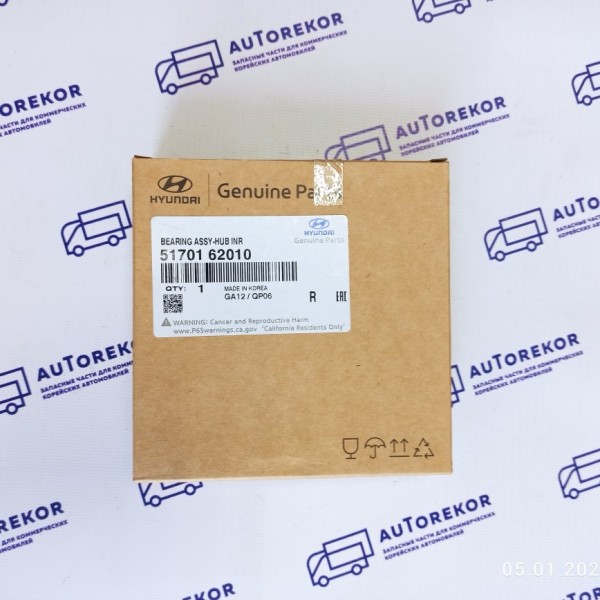 AUTOREKOR
ЗАПАСНЫЕ ЧАСТИ ДЛЯ КОММЕРЧЕСКИХ
КОРЕЙСКИХ АВТОМОБИЛЕЙ
HYUNDAI
Genuine Pa
HYUNDAI
Genuine Parts
BEARING ASSY-HUB INR
51701 62010
QTY: 1
MADE IN KOREA
GA12 / QP06
R
EAC
WARNING: Cancer and Reproductive Harm
www.P65warnings.ca.gov "California Residents Only"
AUTOREKOR
ЗАПАСНЫЕ ЧАСТИ ДЛЯ КОММЕРЧЕСКИХ
КОРЕЙСКИХ АВТОМОБИЛЕЙ
AUTOREKOR
ЗАПАСНЫЕ ЧАСТИ ДЛЯ КОММЕРЧЕСКИХ
КОРЕЙСКИХ АВТОМОБИЛЕЙ
AUTOREKOR
ЗАПАСНЫЕ ЧАСТИ ДЛЯ КОММЕРЧЕСКИХ
КОРЕЙСКИХ АВТОМОБИЛЕЙ
05.01.202